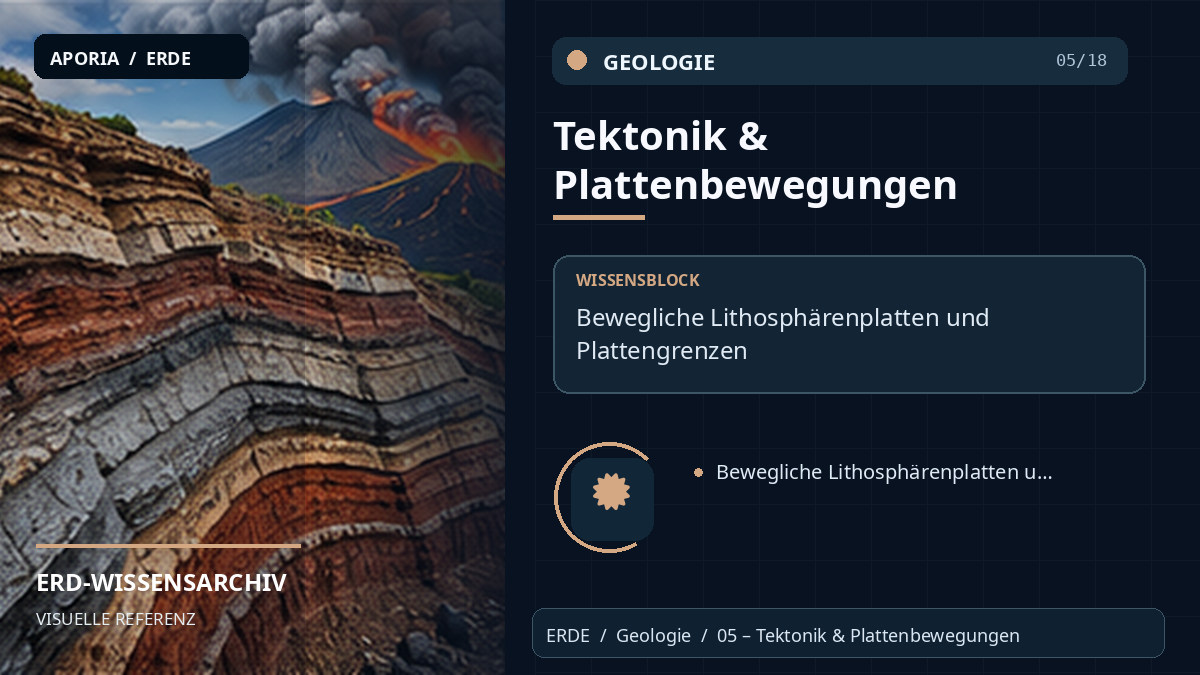 APORIA / ERDE
ERD-WISSENSARCHIV
VISUELLE REFERENZ
GEOLOGIE
05/18
Tektonik &
Plattenbewegungen
WISSENSBLOCK
Bewegliche Lithosphärenplatten und
Plattengrenzen
Bewegliche Lithosphärenplatten u...
ERDE / Geologie / 05 – Tektonik & Plattenbewegungen